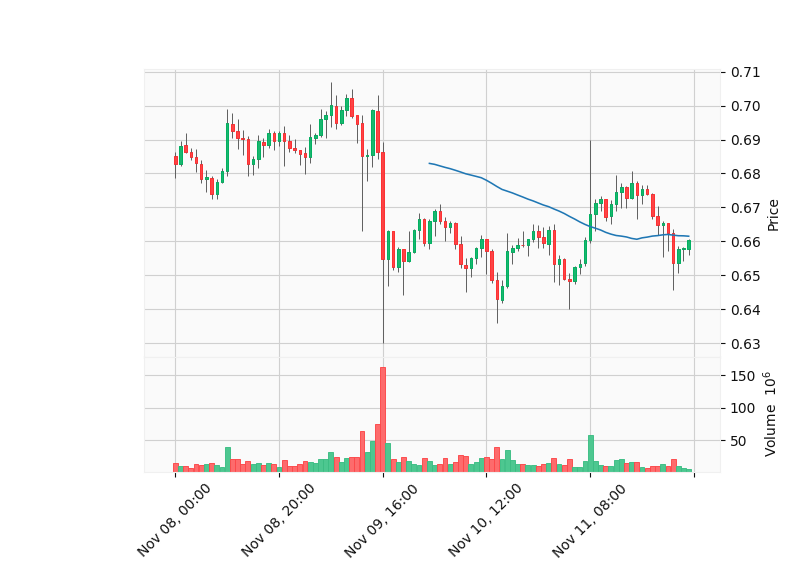 0.71
0.70
0.69
0.68
0.67
0.66
0.65
0.64
0.63
Price
150
100
50
Volume 10^6
Nov 08, 00:00
Nov 08, 20:00
Nov 09, 16:00
Nov 10, 12:00
Nov 11, 08:00